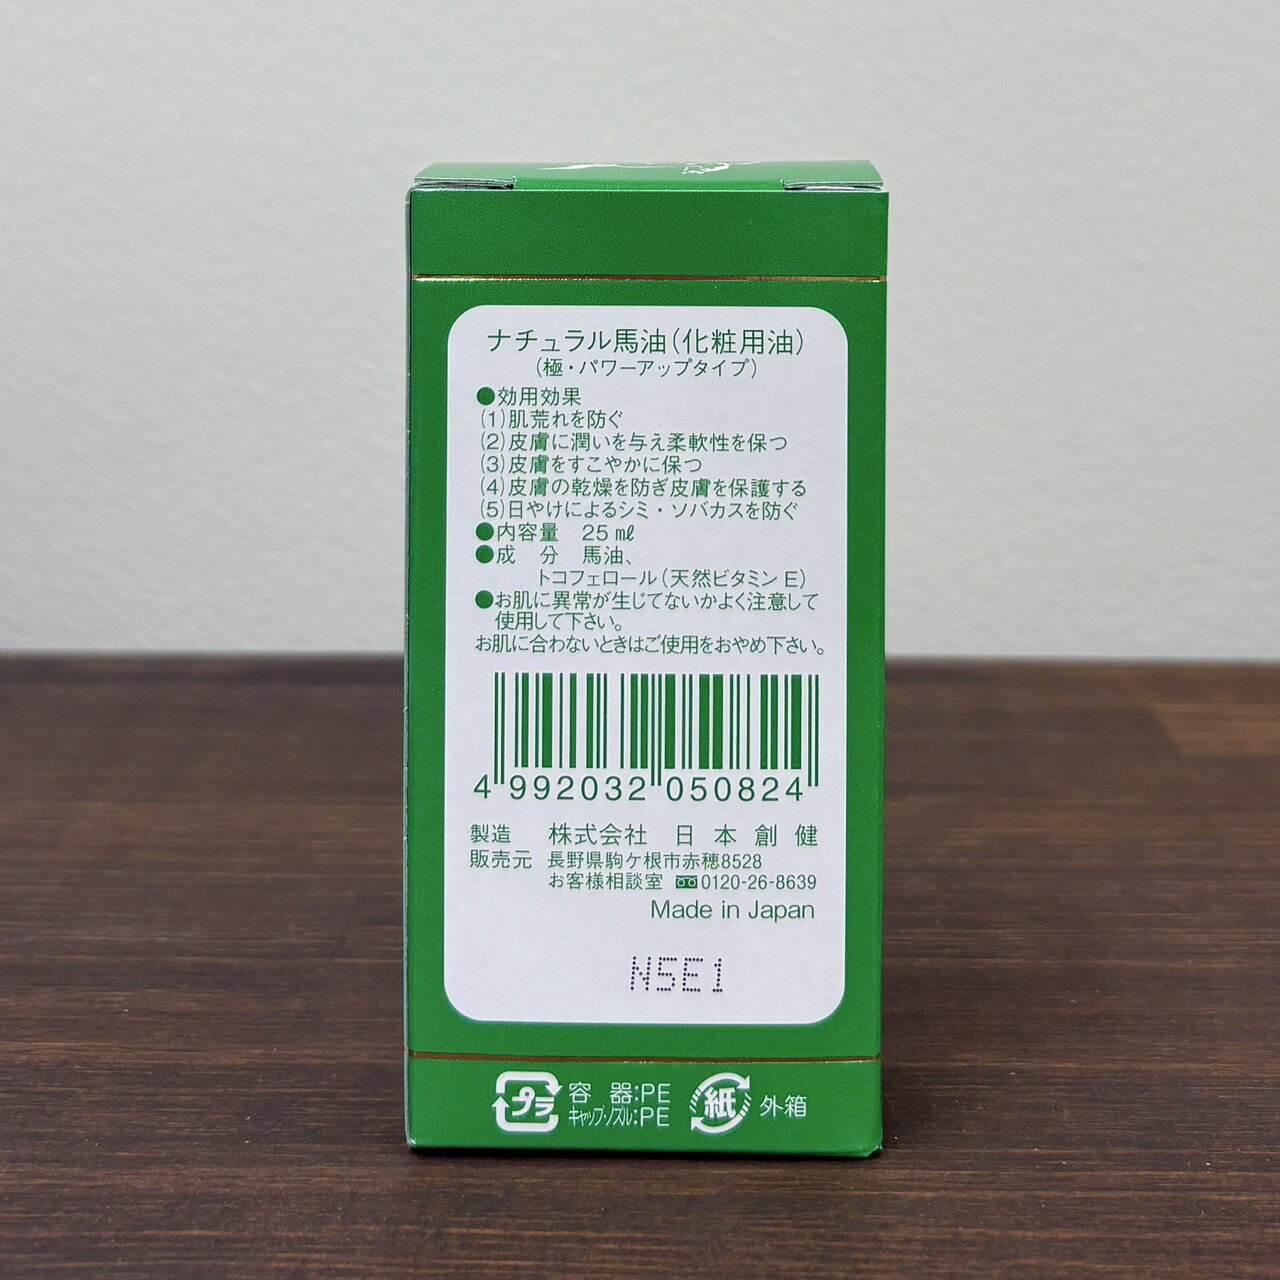 ナチュラル馬油(化粧用油)
(極・パワーアップタイプ)
●効用効果
(1)肌荒れを防ぐ
(2)皮膚に潤いを与え柔軟性を保つ
(3)皮膚をすこやかに保つ
(4)皮膚の乾燥を防ぎ皮膚を保護する
(5)日やけによるシミ・ソバカスを防ぐ
●内容量 25㎖
●成 分 馬油、
トコフェロール(天然ビタミンE)
●お肌に異常が生じてないかよく注意して
使用して下さい。
お肌に合わないときはご使用をおやめ下さい。
4 992032 050824
製造 株式会社 日本創健
販売元 長野県駒ケ根市赤穂8528
お客様相談室 0120-26-8639
Made in Japan
N5E1
プラ 容 器:PE
キャップ・ノズル:PE
紙 外箱